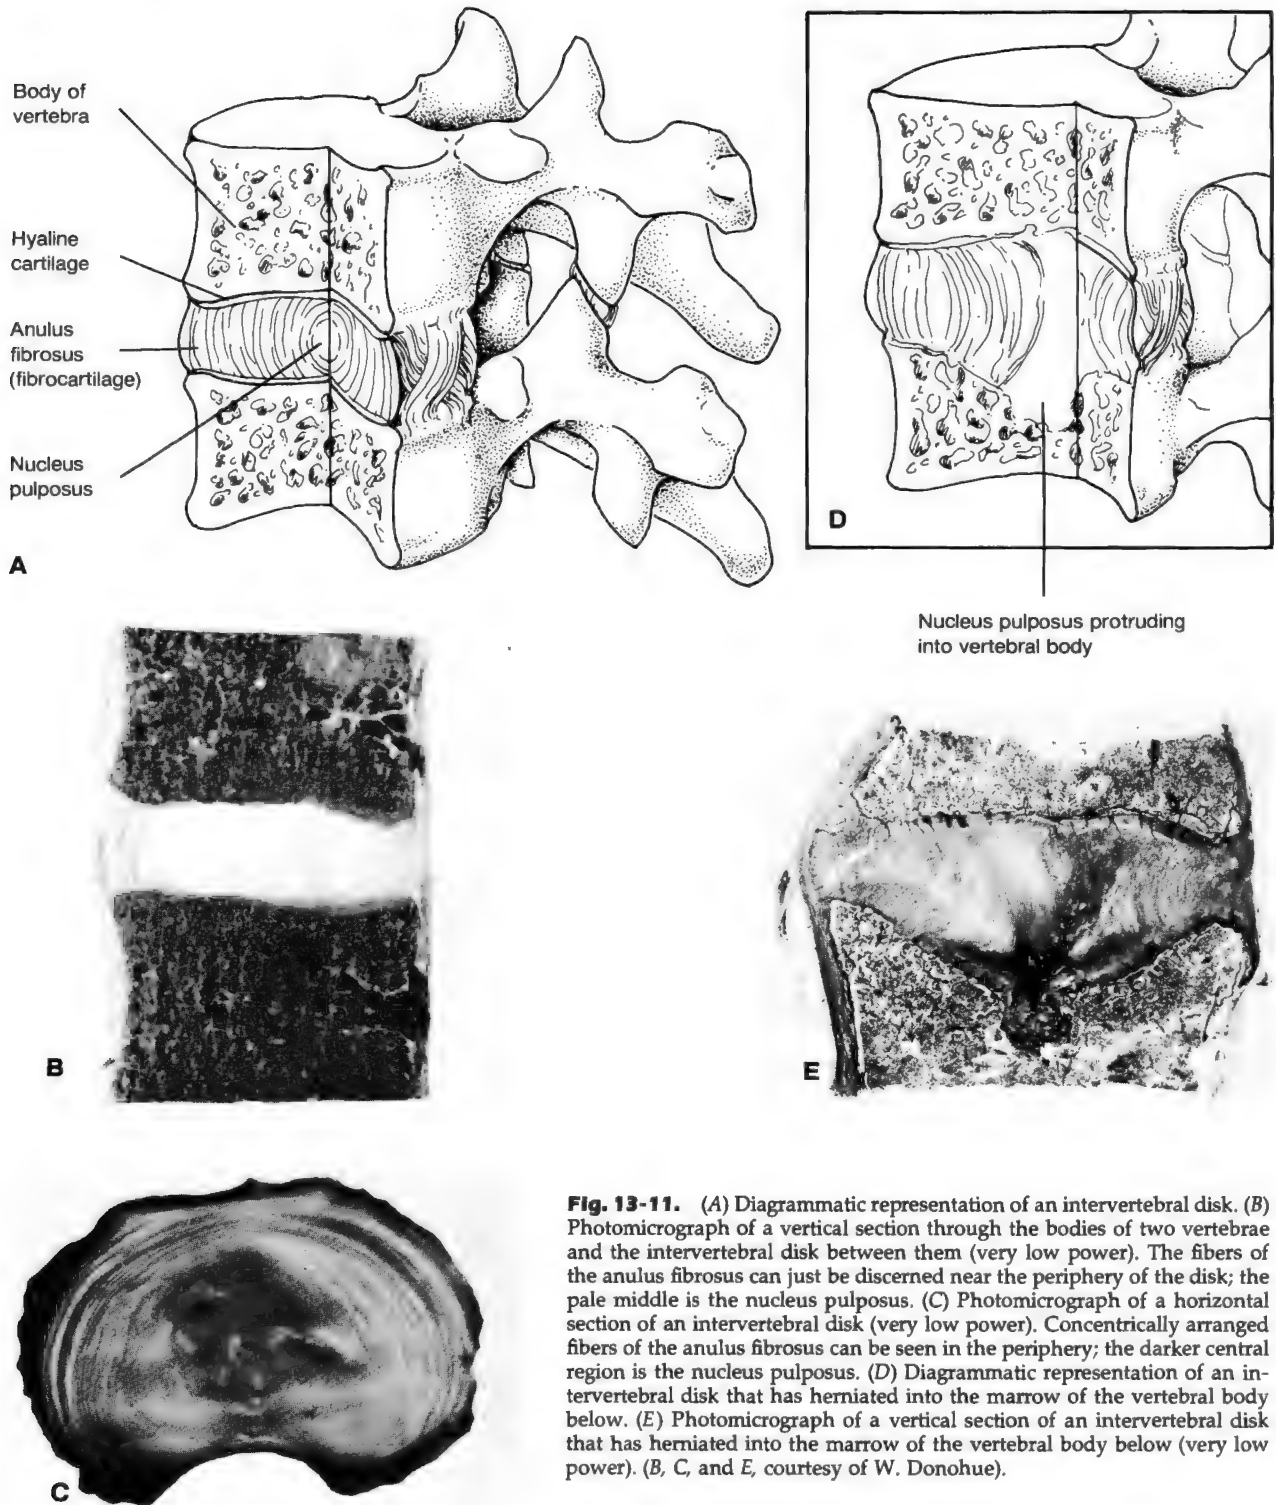 Body of
vertebra
Hyaline
cartilage
Anulus
fibrosus
(fibrocartilage)
Nucleus
pulposus
A
D
Nucleus pulposus protruding
into vertebral body
B
E
C
Fig. 13-11. (A) Diagrammatic representation of an intervertebral disk. (B)
Photomicrograph of a vertical section through the bodies of two vertebrae
and the intervertebral disk between them (very low power). The fibers of
the anulus fibrosus can just be discerned near the periphery of the disk; the
pale middle is the nucleus pulposus. (C) Photomicrograph of a horizontal
section of an intervertebral disk (very low power). Concentrically arranged
fibers of the anulus fibrosus can be seen in the periphery; the darker central
region is the nucleus pulposus. (D) Diagrammatic representation of an in-
tervertebral disk that has herniated into the marrow of the vertebral body
below. (E) Photomicrograph of a vertical section of an intervertebral disk
that has herniated into the marrow of the vertebral body below (very low
power). (B, C, and E, courtesy of W. Donohue).